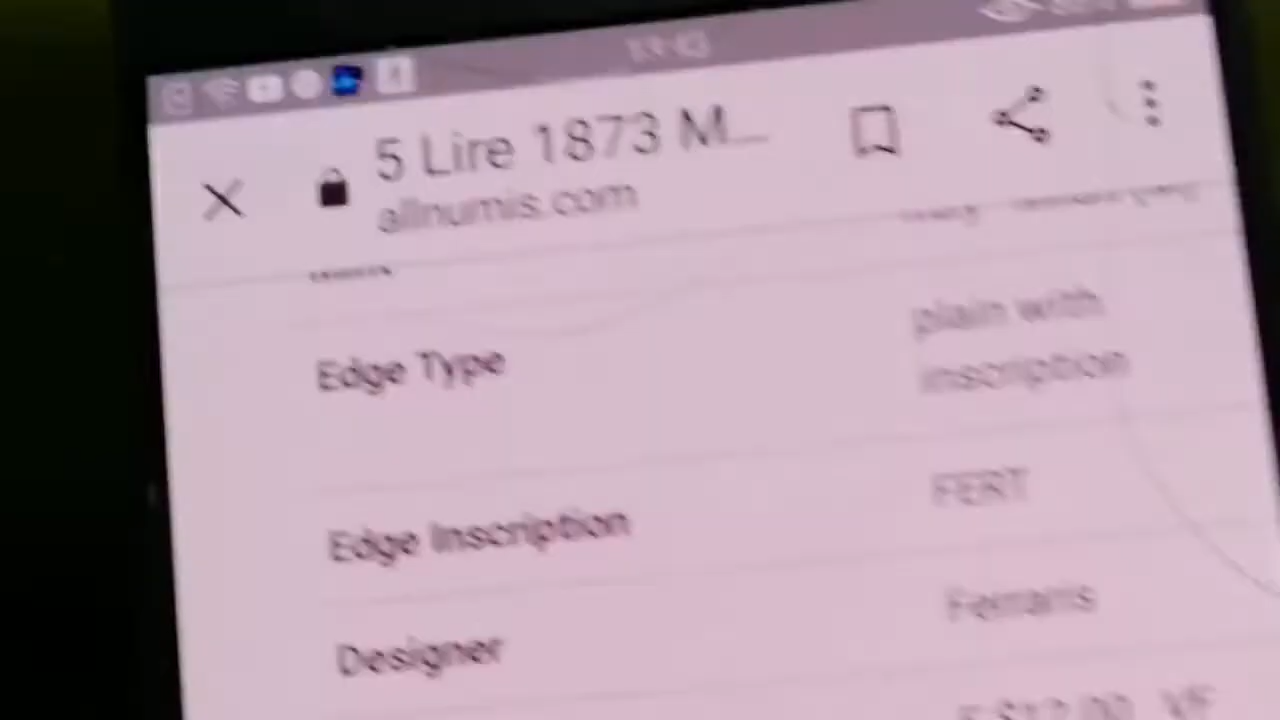 5 Lire 1873 M...
allnumis.com
Edge Type
plain with
inscription
Edge Inscription
FERT
Designer
Ferraris